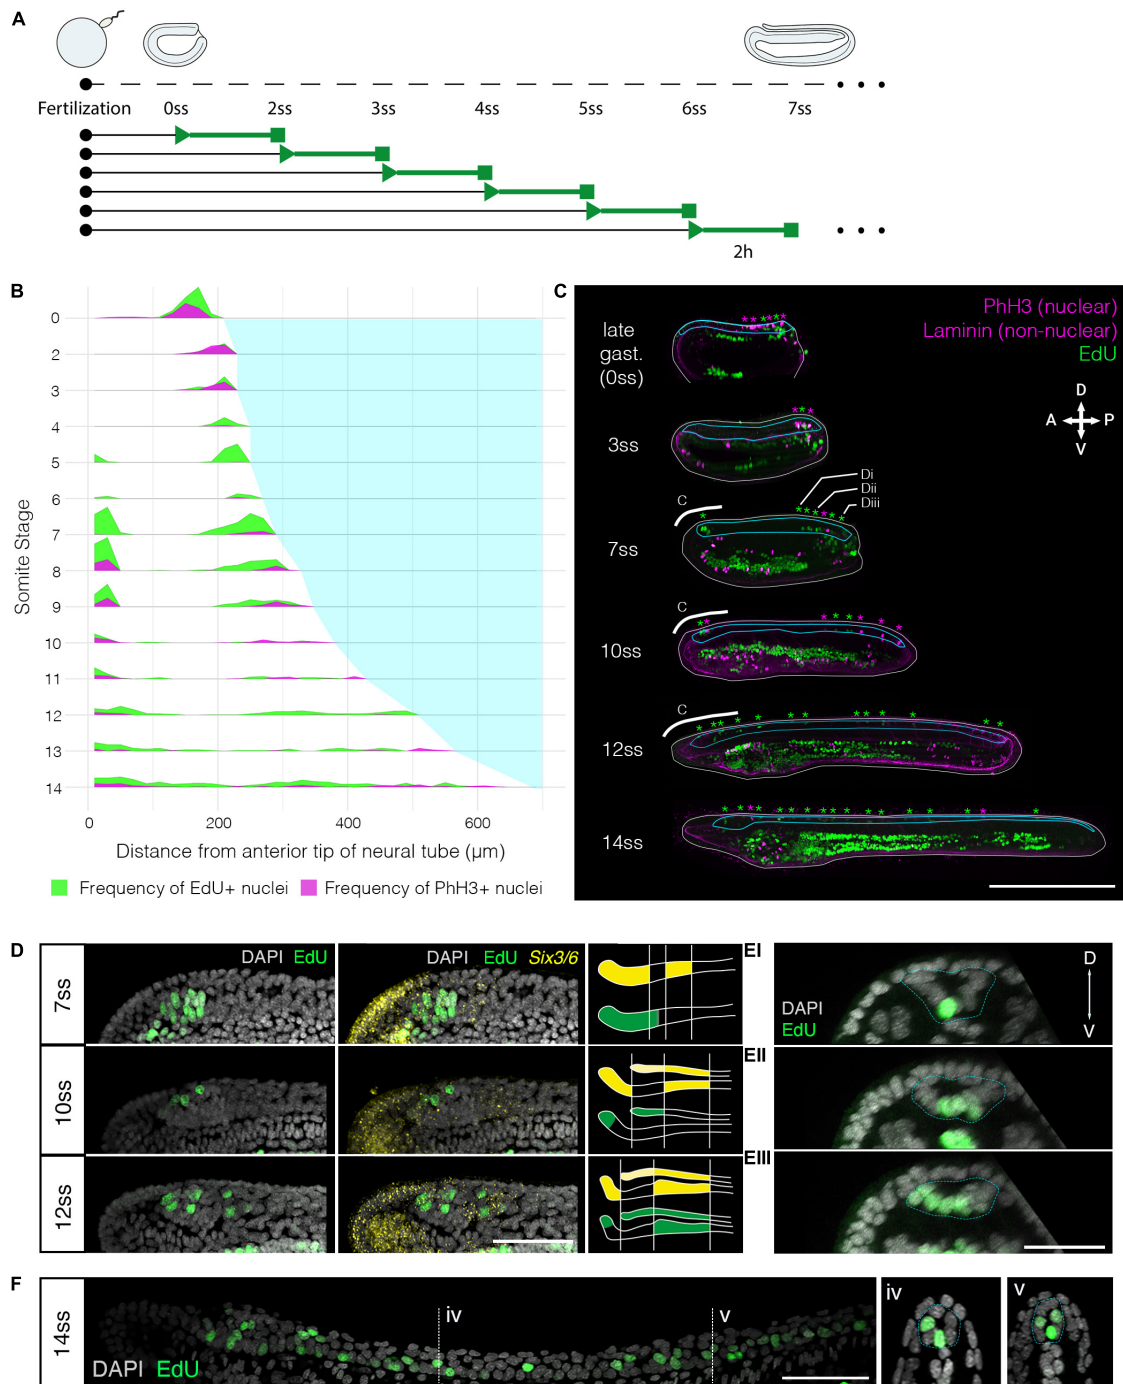 A
Fertilization 0ss 2ss 3ss 4ss 5ss 6ss 7ss
2h
B
Somite Stage
0
2
3
4
5
6
7
8
9
10
11
12
13
14
0 200 400 600
Distance from anterior tip of neural tube (µm)
Frequency of EdU+ nuclei Frequency of PhH3+ nuclei
C
PhH3 (nuclear)
Laminin (non-nuclear)
EdU
D
A P
V
late
gast.
(0ss)
3ss
Di
Dii
Diii
C
7ss
C
10ss
C
12ss
14ss
D
7ss
DAPI EdU
DAPI EdU Six3/6
10ss
12ss
EI
DAPI
EdU
D
V
EII
EIII
F
14ss
DAPI EdU
iv
v
iv
v